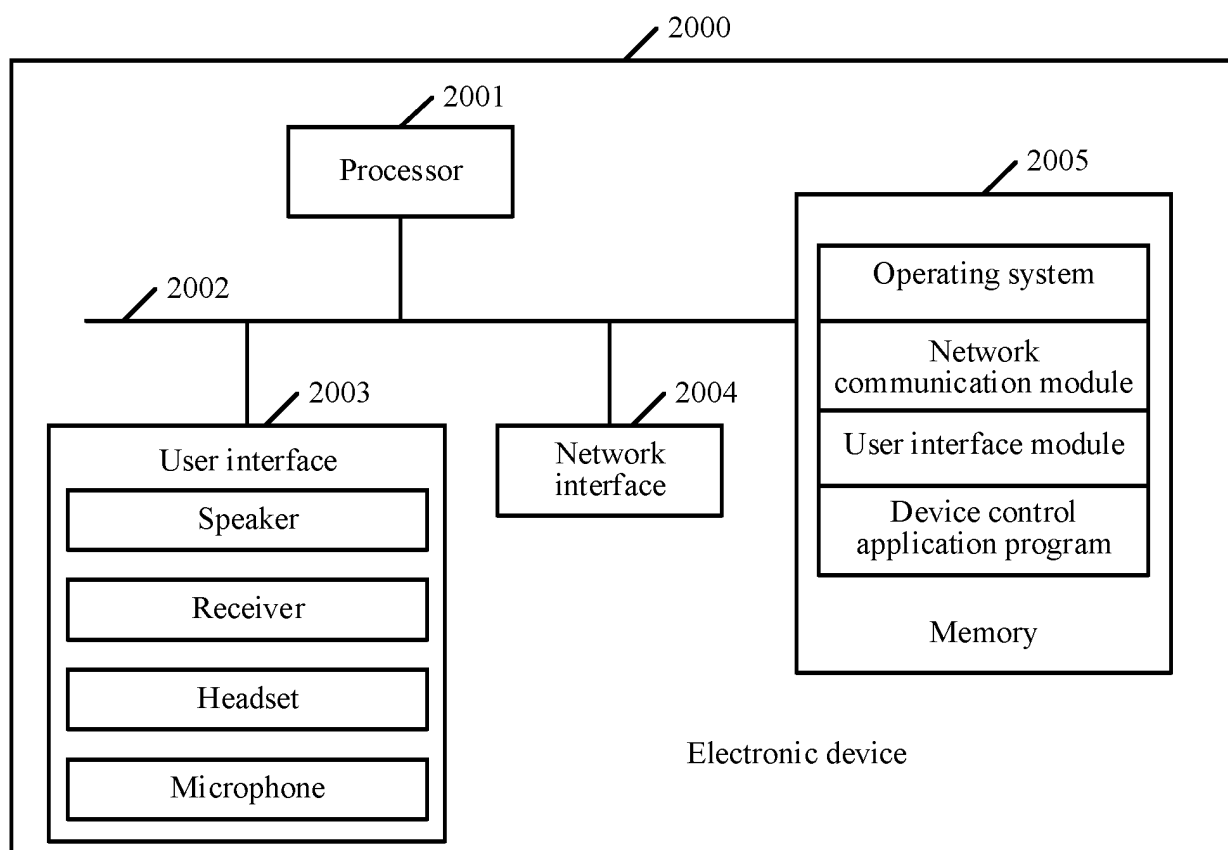 2000
2001
Processor
2005
Operating system
Network
communication module
User interface module
Device control
application program
Memory
2002
2003
User interface
Speaker
Receiver
Headset
Microphone
2004
Network
interface
Electronic device